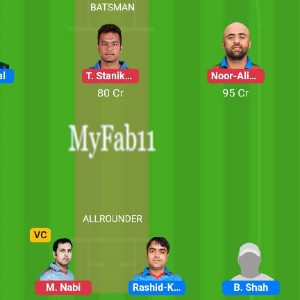 BATSMAN
al
T. Stanik...
Noor-Ali...
80 Cr
95 Cr
MyFab11
ALLROUNDER
VC
M. Nabi
Rashid-K...
B. Shah